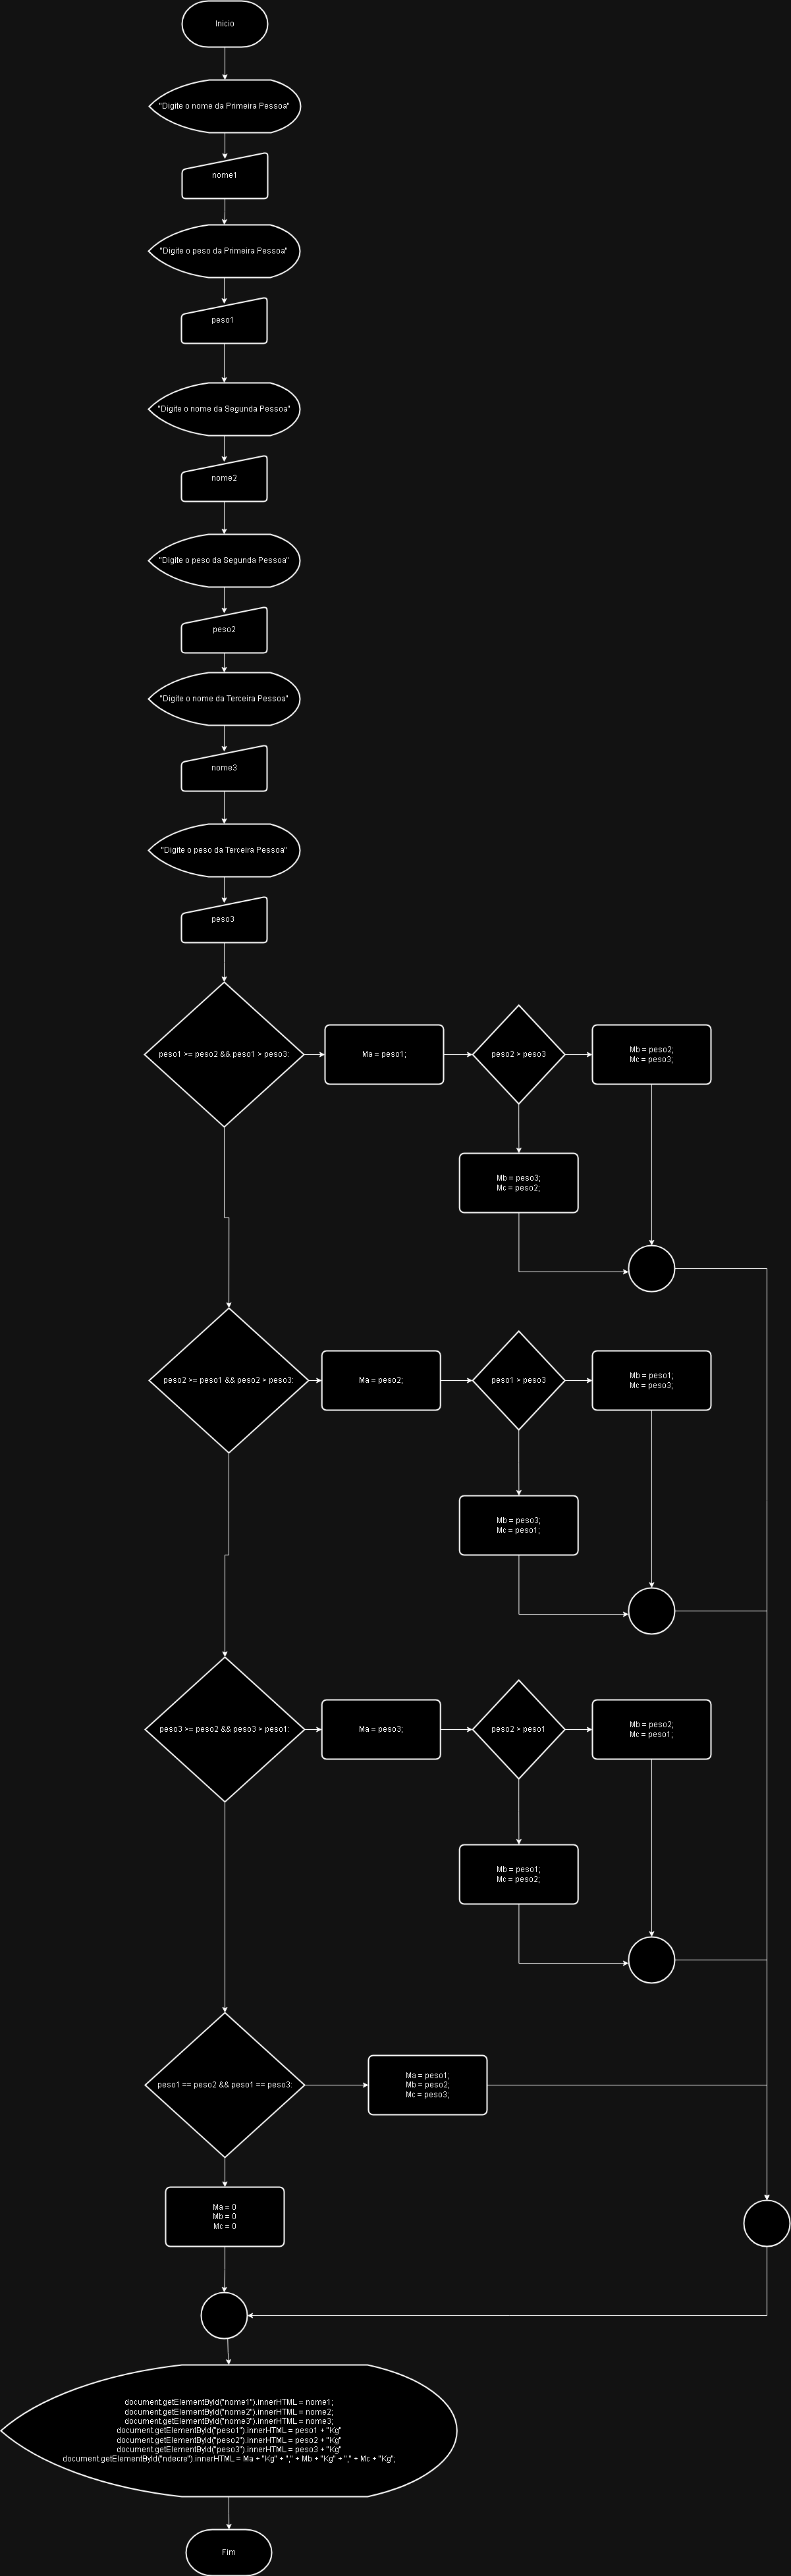 Inicio
"Digite o nome da Primeira Pessoa"
nome1
"Digite o peso da Primeira Pessoa"
peso1
"Digite o nome da Segunda Pessoa"
nome2
"Digite o peso da Segunda Pessoa"
peso2
"Digite o nome da Terceira Pessoa"
nome3
"Digite o peso da Terceira Pessoa"
peso3
peso1 >= peso2 && peso1 > peso3:
Ma = peso1;
peso2 > peso3
Mb = peso2;
Mc = peso3;
Mb = peso3;
Mc = peso2;
peso2 >= peso1 && peso2 > peso3:
Ma = peso2;
peso1 > peso3
Mb = peso1;
Mc = peso3;
Mb = peso3;
Mc = peso1;
peso3 >= peso2 && peso3 > peso1:
Ma = peso3;
peso2 > peso1
Mb = peso2;
Mc = peso1;
Mb = peso1;
Mc = peso2;
peso1 == peso2 && peso1 == peso3:
Ma = peso1;
Mb = peso2;
Mc = peso3;
Ma = 0
Mb = 0
Mc = 0
document.getElementById("nome1").innerHTML = nome1;
document.getElementById("nome2").innerHTML = nome2;
document.getElementById("nome3").innerHTML = nome3;
document.getElementById("peso1").innerHTML = peso1 + "Kg"
document.getElementById("peso2").innerHTML = peso2 + "Kg"
document.getElementById("peso3").innerHTML = peso3 + "Kg"
document.getElementById("ndecre").innerHTML = Ma + "Kg" + "," + Mb + "Kg" + "," + Mc + "Kg";
Fim